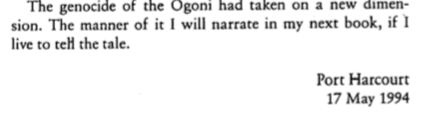 The genocide of the Ogoni had taken on a new dimen-
sion. The manner of it I will narrate in my next book, if I
live to tell the tale.
Port Harcourt
17 May 1994